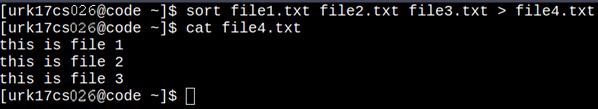 [urk17cs026@code ~]$ sort file1.txt file2.txt file3.txt > file4.txt
[urk17cs026@code ~]$ cat file4.txt
this is file 1
this is file 2
this is file 3
[urk17cs026@code ~]$